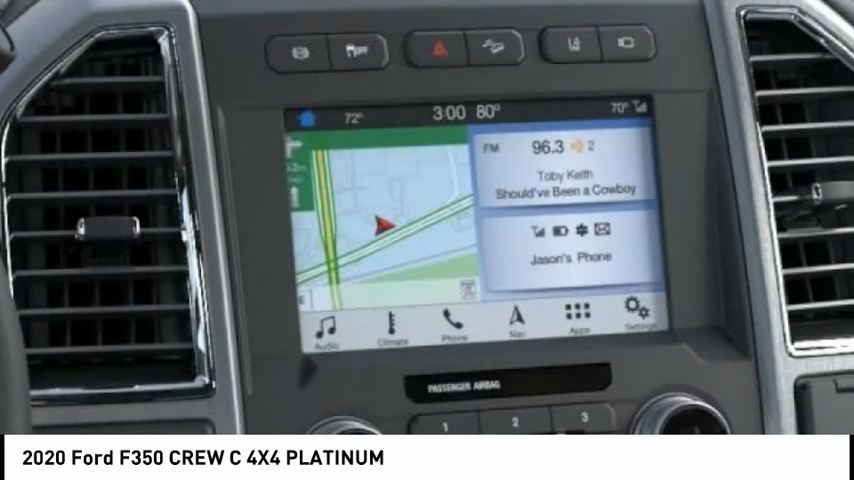 OFF
72° 3:00 80° 70°
FM 96.3 2
Toby Keith
Should've Been a Cowboy
Jason's Phone
E
Audio Climate Phone Nav Apps Settings
PASSENGER AIRBAG
1 2 3
2020 Ford F350 CREW C 4X4 PLATINUM